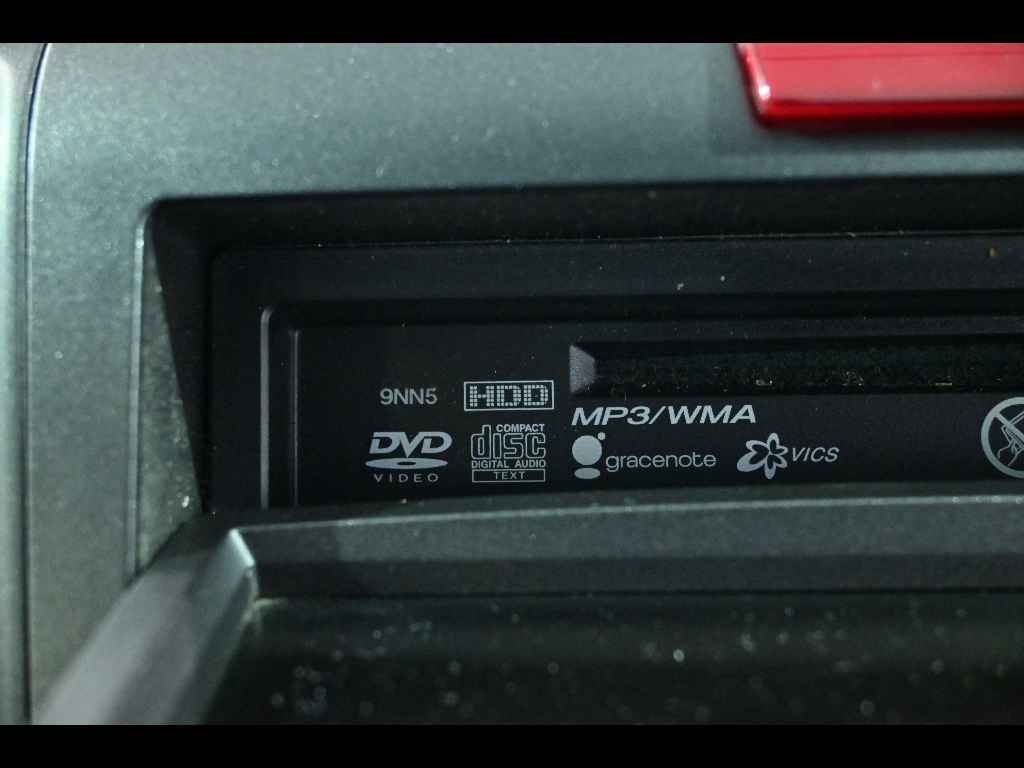 9NN5 HDD
MP3/WMA
DVD
VIDEO
COMPACT
disc
DIGITAL AUDIO
TEXT
gracenote
VICS